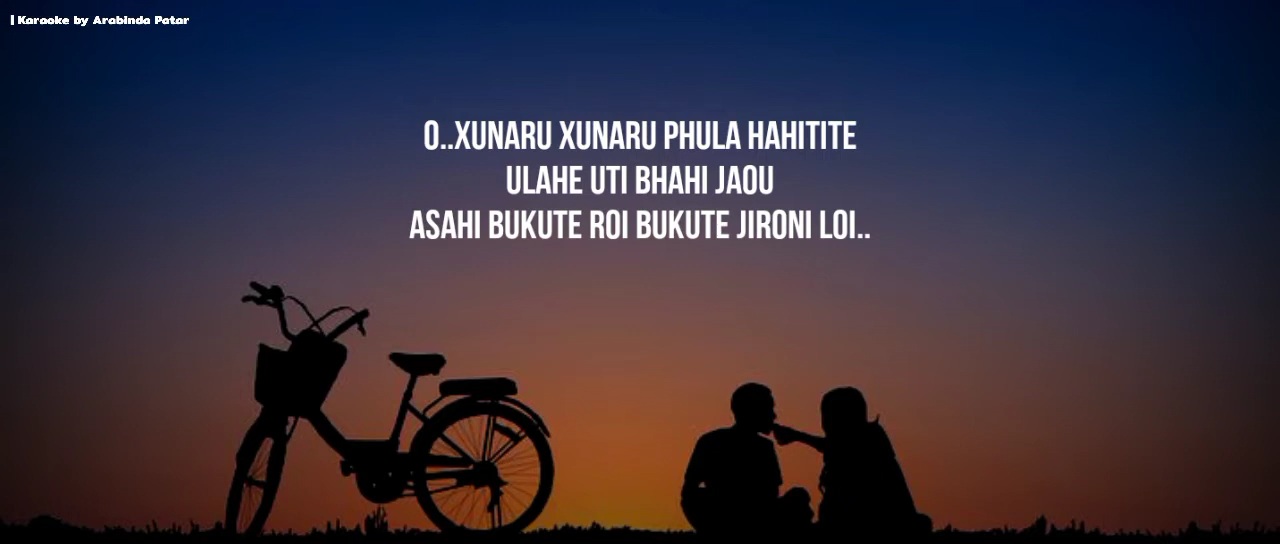 | Karaoke by Arabinda Patar
O..XUNARU XUNARU PHULA HAHITITE
ULAHE UTI BHAHI JAOU
ASAHI BUKUTE ROI BUKUTE JIRONI LOI..